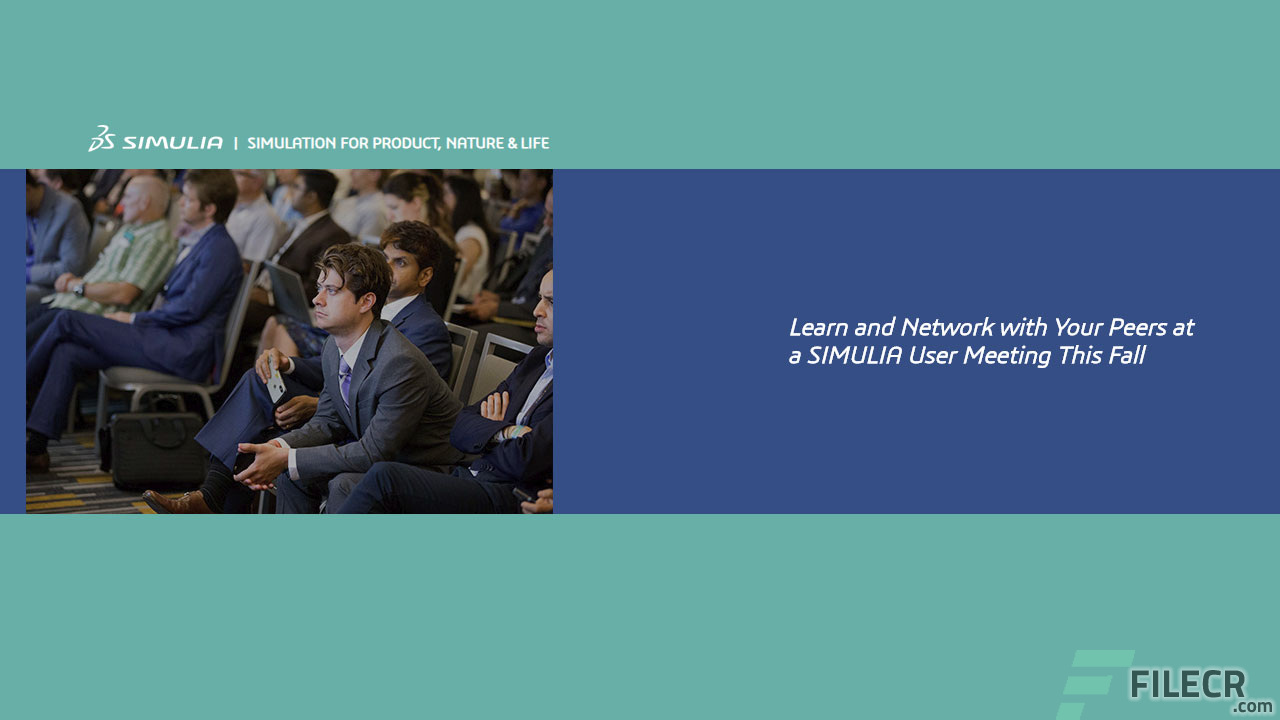 3DS SIMULIA | SIMULATION FOR PRODUCT, NATURE & LIFE
Learn and Network with Your Peers at
a SIMULIA User Meeting This Fall
FILECR
.com